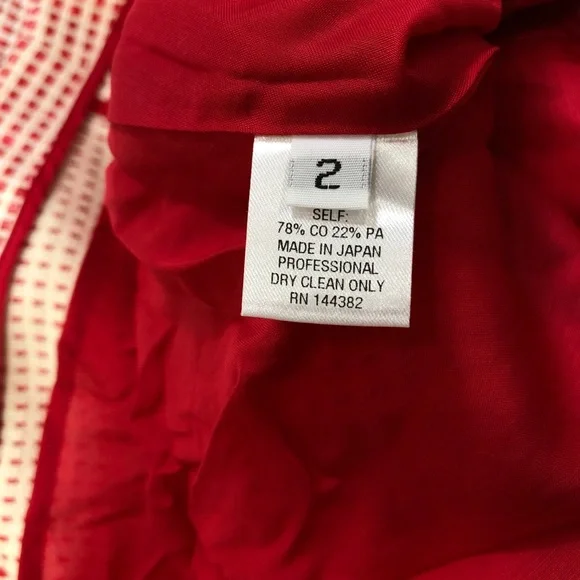 2
SELF:
78% CO 22% PA
MADE IN JAPAN
PROFESSIONAL
DRY CLEAN ONLY
RN 144382